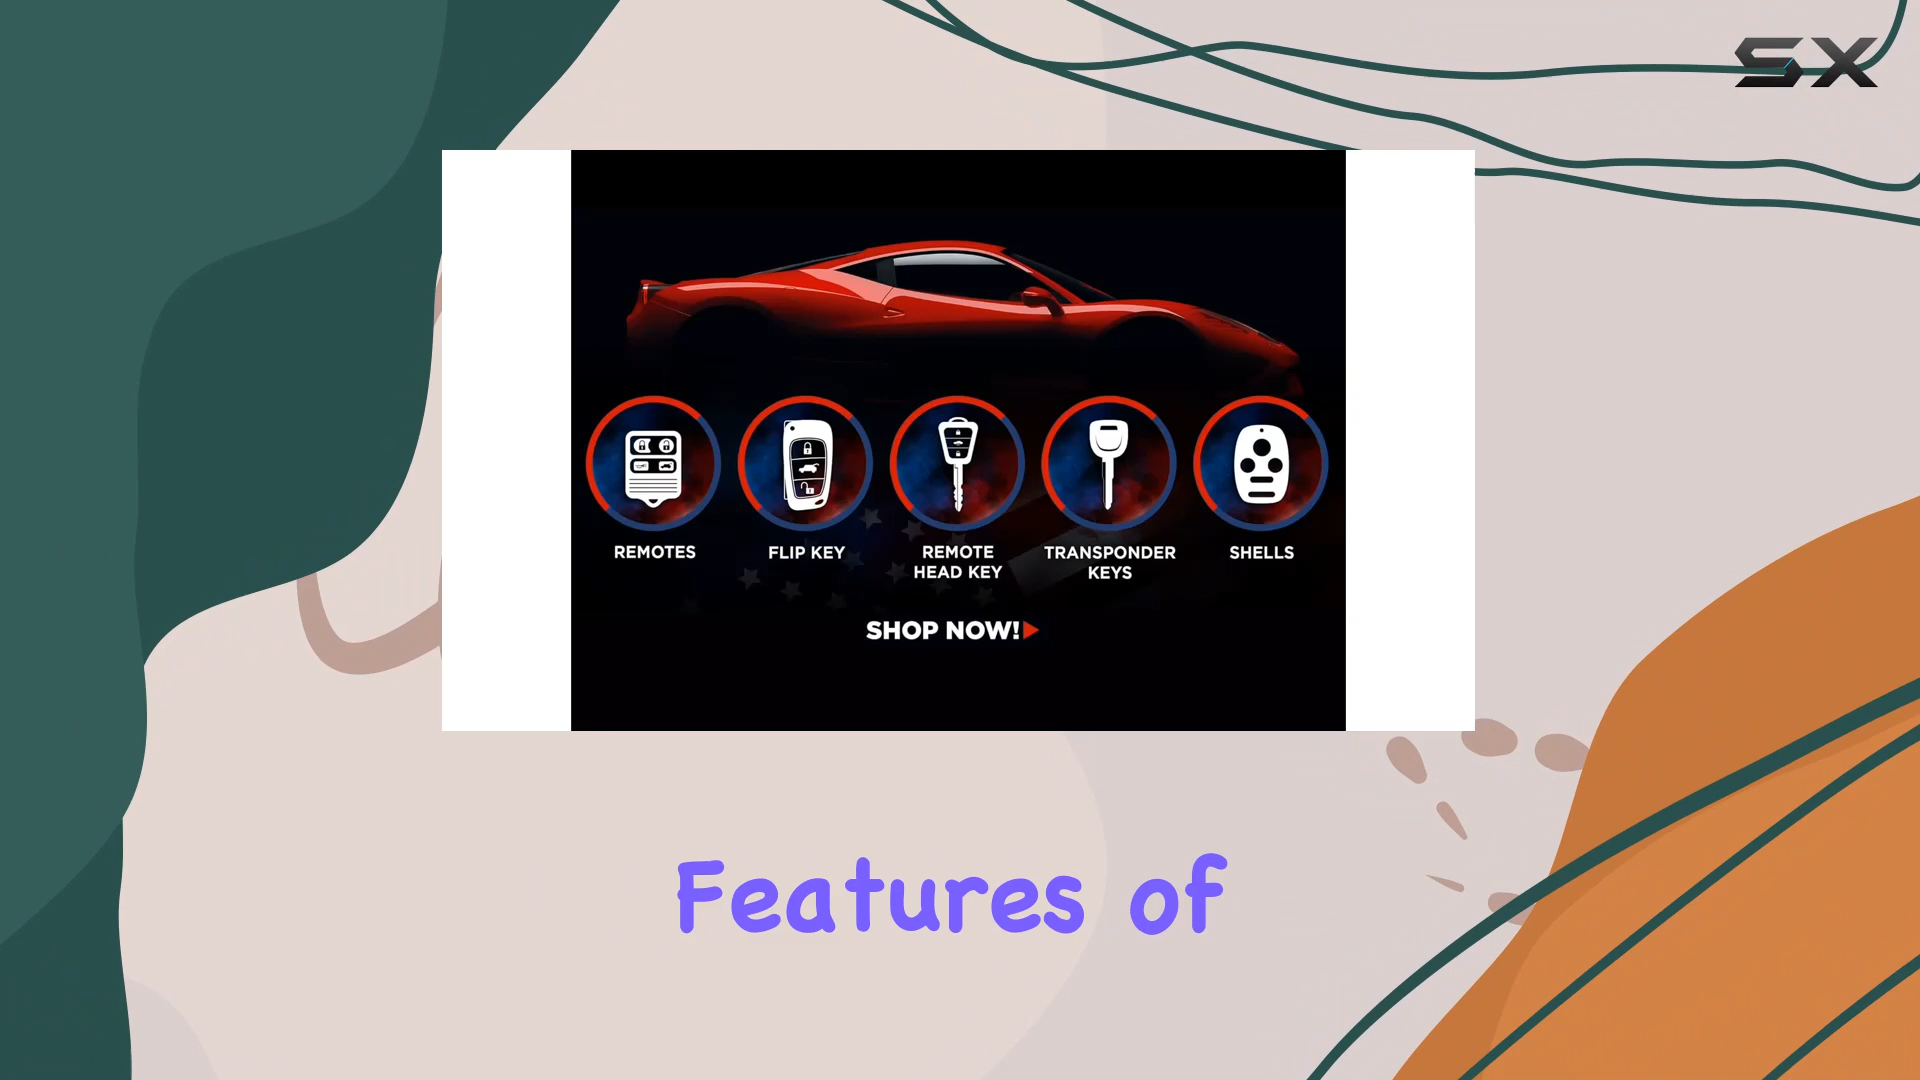 SX
REMOTES
FLIP KEY
REMOTE
HEAD KEY
TRANSPONDER
KEYS
SHELLS
SHOP NOW!
Features of